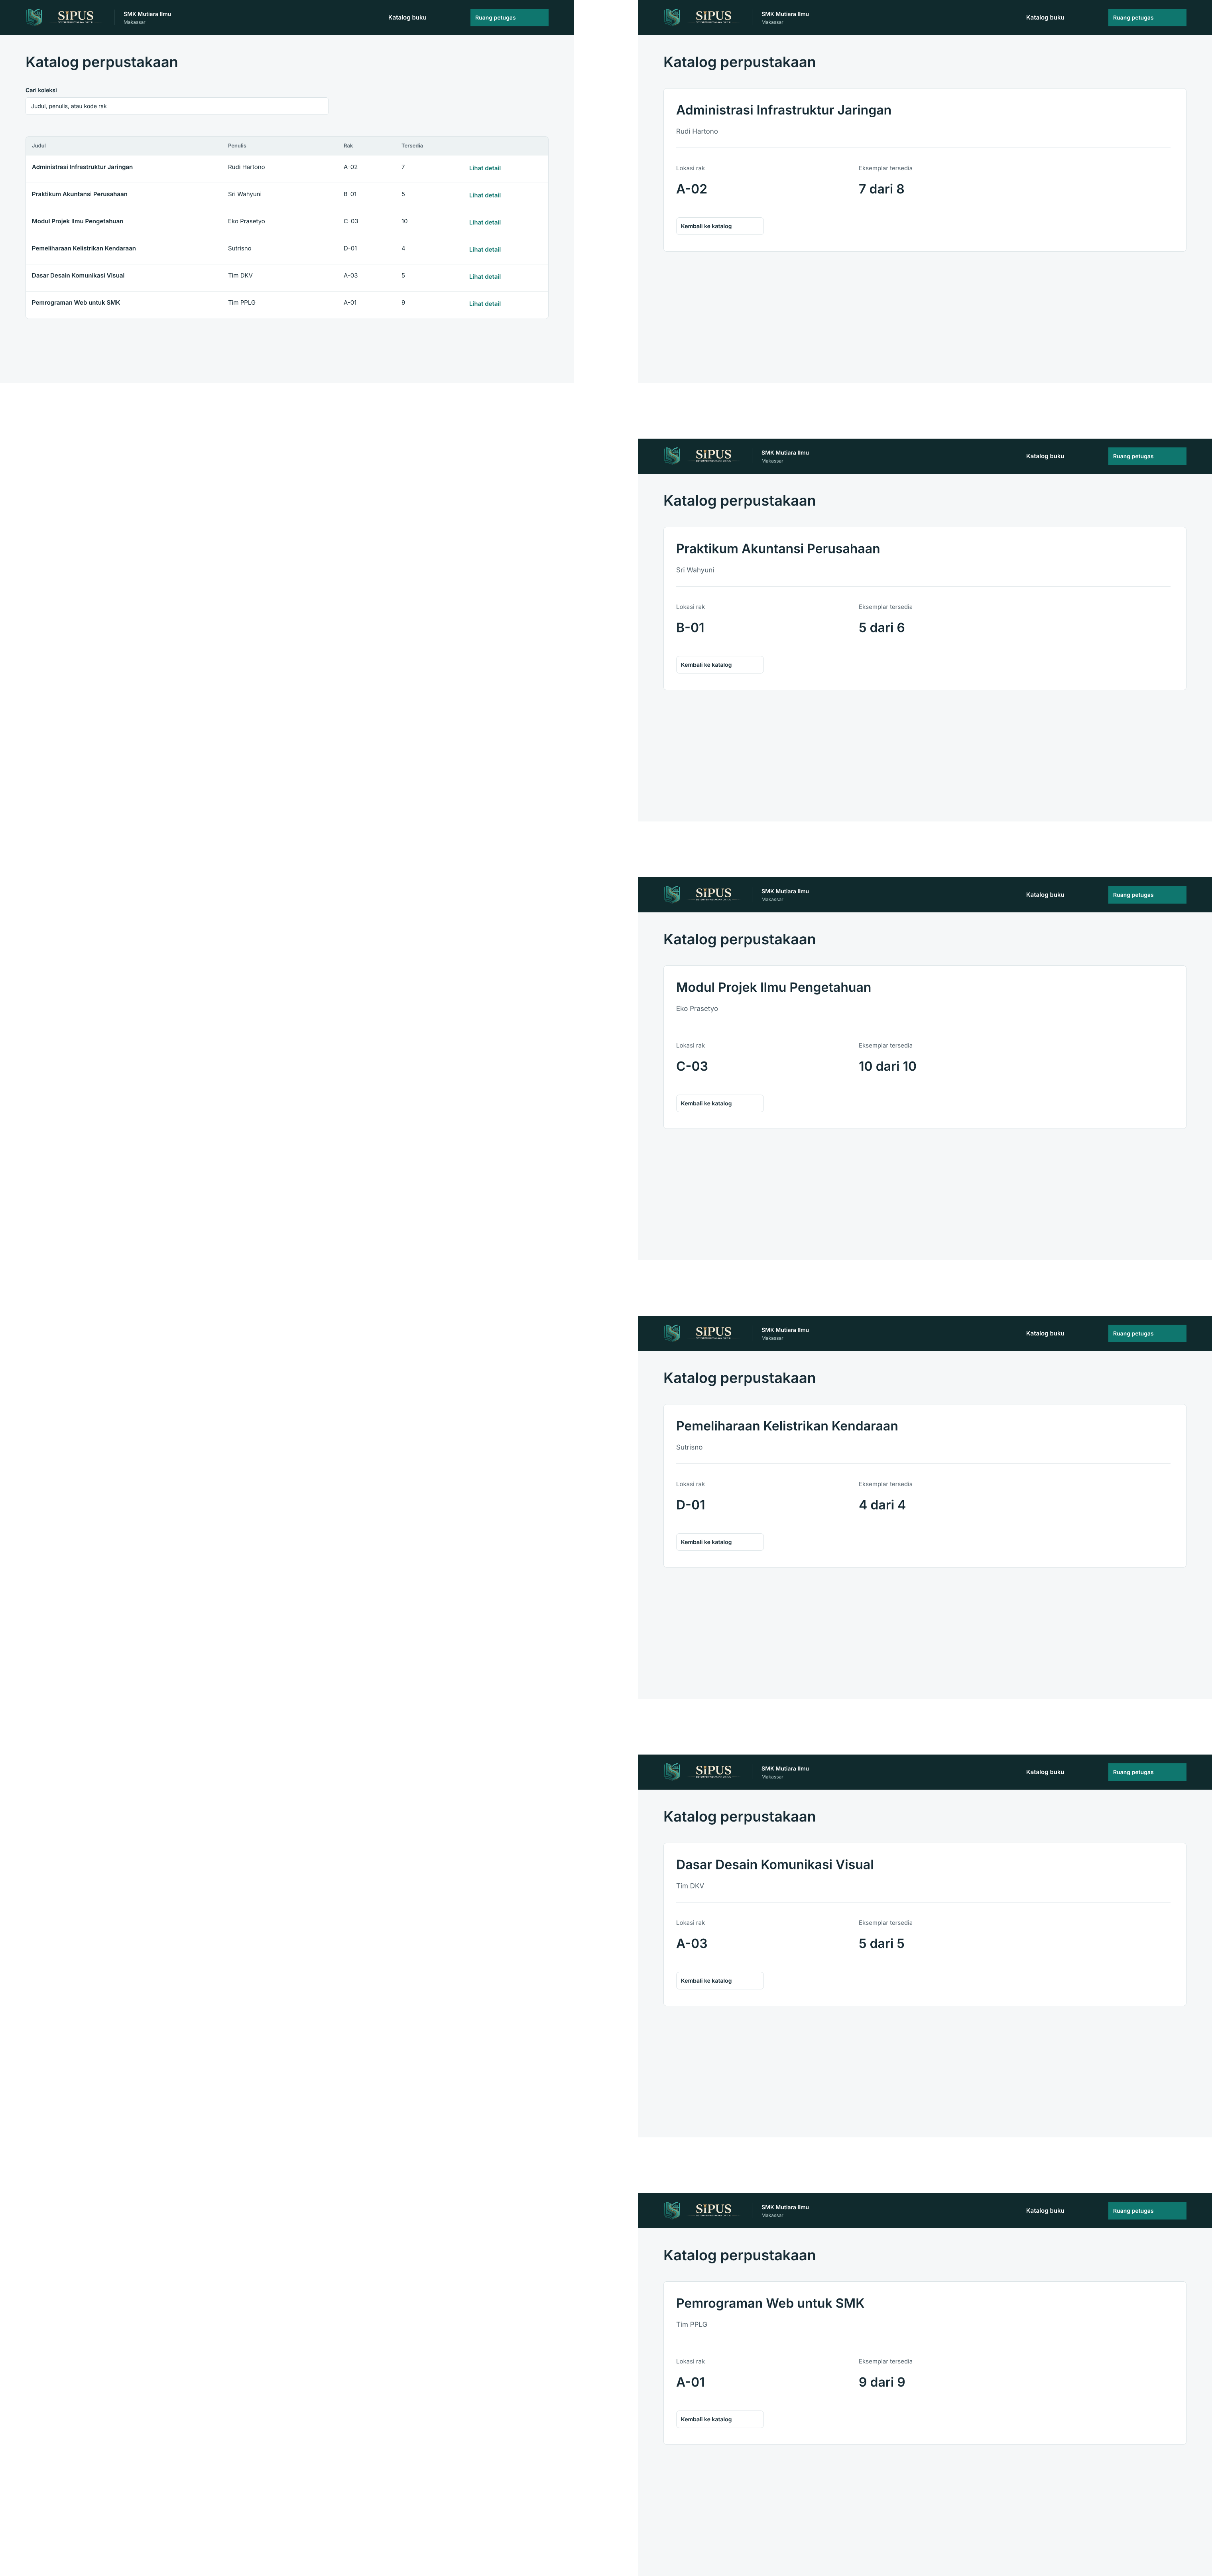 SIPUS
SMK Mutiara Ilmu
Makassar
Katalog buku
Ruang petugas
Katalog perpustakaan
Cari koleksi
Judul, penulis, atau kode rak
Judul Penulis Rak Tersedia
Administrasi Infrastruktur Jaringan Rudi Hartono A-02 7 Lihat detail
Praktikum Akuntansi Perusahaan Sri Wahyuni B-01 5 Lihat detail
Modul Projek Ilmu Pengetahuan Eko Prasetyo C-03 10 Lihat detail
Pemeliharaan Kelistrikan Kendaraan Sutrisno D-01 4 Lihat detail
Dasar Desain Komunikasi Visual Tim DKV A-03 5 Lihat detail
Pemrograman Web untuk SMK Tim PPLG A-01 9 Lihat detail
SIPUS
SMK Mutiara Ilmu
Makassar
Katalog buku
Ruang petugas
Katalog perpustakaan
Administrasi Infrastruktur Jaringan
Rudi Hartono
Lokasi rak Eksemplar tersedia
A-02 7 dari 8
Kembali ke katalog
SIPUS
SMK Mutiara Ilmu
Makassar
Katalog buku
Ruang petugas
Katalog perpustakaan
Praktikum Akuntansi Perusahaan
Sri Wahyuni
Lokasi rak Eksemplar tersedia
B-01 5 dari 6
Kembali ke katalog
SIPUS
SMK Mutiara Ilmu
Makassar
Katalog buku
Ruang petugas
Katalog perpustakaan
Modul Projek Ilmu Pengetahuan
Eko Prasetyo
Lokasi rak Eksemplar tersedia
C-03 10 dari 10
Kembali ke katalog
SIPUS
SMK Mutiara Ilmu
Makassar
Katalog buku
Ruang petugas
Katalog perpustakaan
Pemeliharaan Kelistrikan Kendaraan
Sutrisno
Lokasi rak Eksemplar tersedia
D-01 4 dari 4
Kembali ke katalog
SIPUS
SMK Mutiara Ilmu
Makassar
Katalog buku
Ruang petugas
Katalog perpustakaan
Dasar Desain Komunikasi Visual
Tim DKV
Lokasi rak Eksemplar tersedia
A-03 5 dari 5
Kembali ke katalog
SIPUS
SMK Mutiara Ilmu
Makassar
Katalog buku
Ruang petugas
Katalog perpustakaan
Pemrograman Web untuk SMK
Tim PPLG
Lokasi rak Eksemplar tersedia
A-01 9 dari 9
Kembali ke katalog